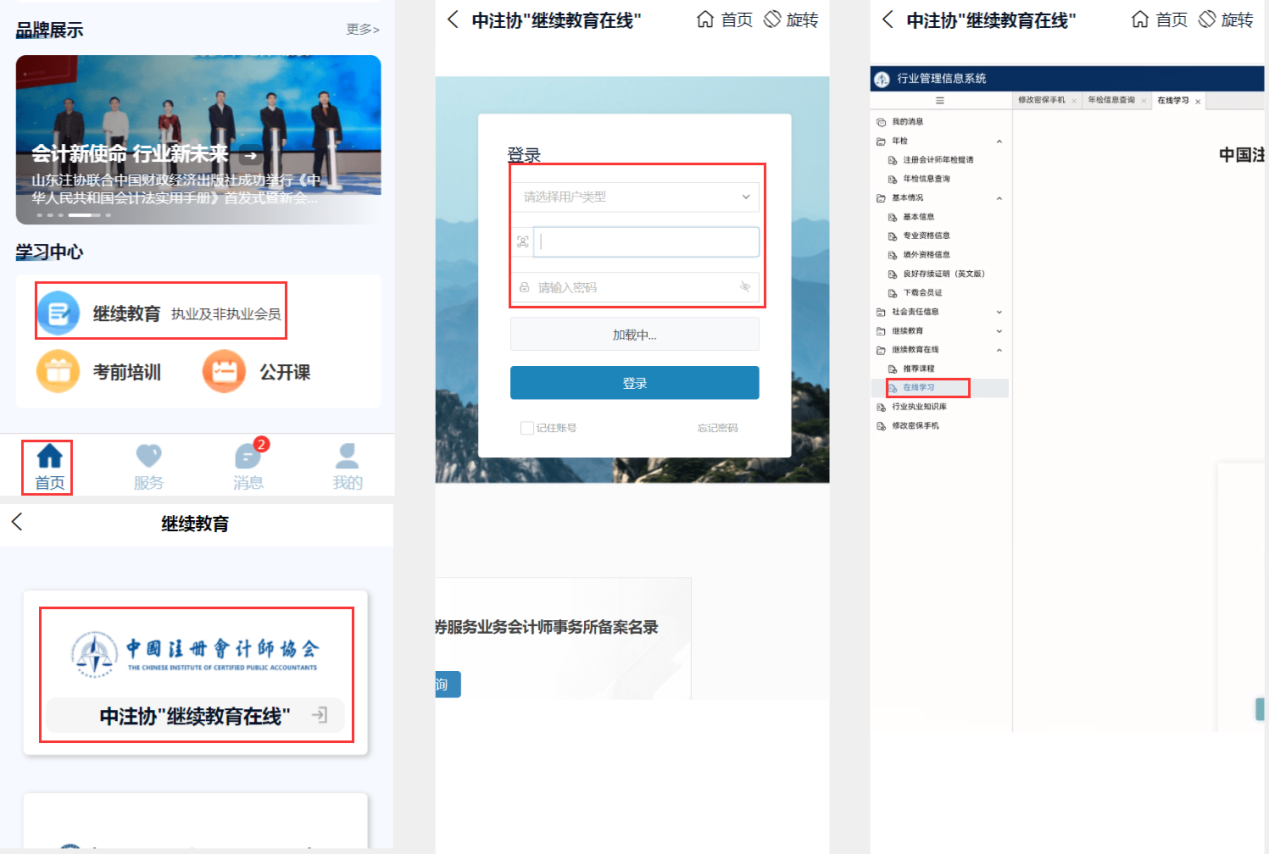 品牌展示
更多>
会计新使命 行业新未来
山东注协联合中国财政经济出版社成功举行《中
华人民共和国会计法实用手册》首发式暨新会...
学习中心
继续教育 执业及非执业会员
考前培训
公开课
2
首页
服务
消息
我的
继续教育
中国注册会计师协会
THE CHINESE INSTITUTE OF CERTIFIED PUBLIC ACCOUNTANTS
中注协"继续教育在线"
中注协"继续教育在线"
首页
旋转
登录
请选择用户类型
请输入密码
加载中...
登录
记住账号
忘记密码
券服务业务会计师事务所备案名录
询
中注协"继续教育在线"
首页
旋转
行业管理信息系统
修改密保手机 ×
年检信息查询 ×
在线学习 ×
我的消息
年检
注册会计师年检提请
年检信息查询
基本情况
基本信息
专业资格信息
境外资格信息
良好存续证明（英文版）
下载会员证
社会责任信息
继续教育
继续教育在线
推荐课程
在线学习
行业执业知识库
修改密保手机
中国注